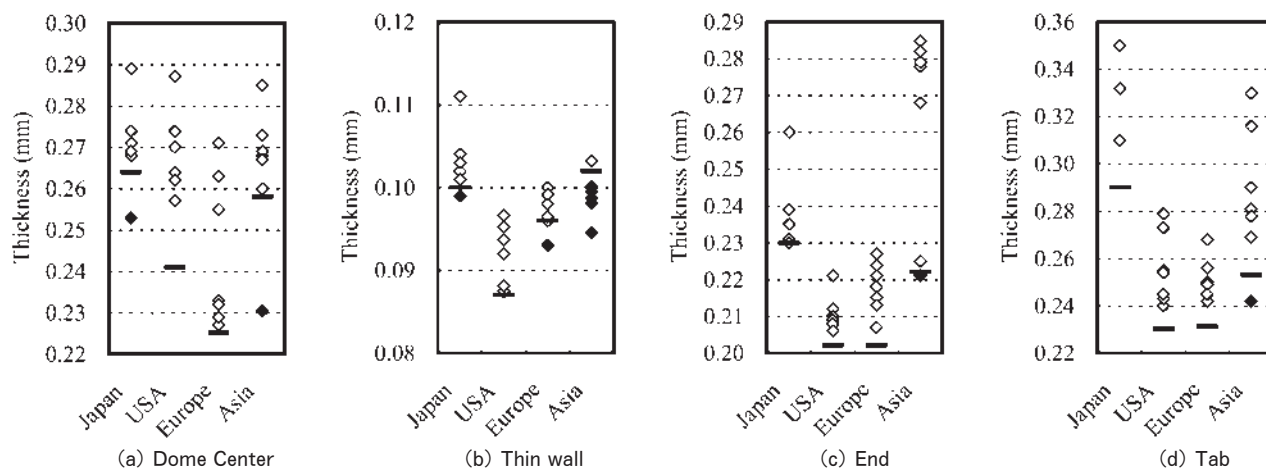 Thickness (mm)
0.30
0.29
0.28
0.27
0.26
0.25
0.24
0.23
0.22
Japan
USA
Europe
Asia
(a) Dome Center
Thickness (mm)
0.12
0.11
0.10
0.09
0.08
Japan
USA
Europe
Asia
(b) Thin wall
Thickness (mm)
0.29
0.28
0.27
0.26
0.25
0.24
0.23
0.22
0.21
0.20
Japan
USA
Europe
Asia
(c) End
Thickness (mm)
0.36
0.34
0.32
0.30
0.28
0.26
0.24
0.22
Japan
USA
Europe
Asia
(d) Tab